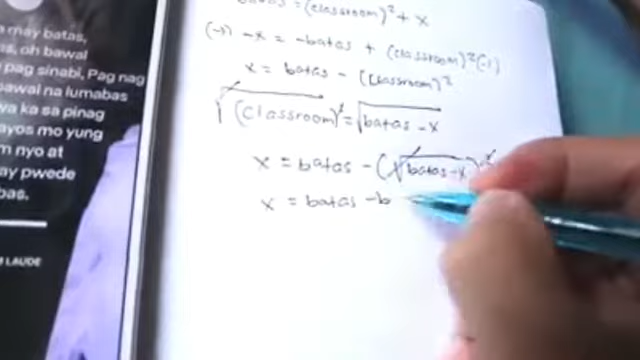 may batas,
s, oh bawal
pag sinabi, Pag nag
bawal na lumabas
wa ka sa pinag
ayos mo yung
nyo at
ay pwede
bas.
LAUDE
batas = (classroom)² + x
(-1) -x = -batas + (classroom)² (-1)
x = batas - (classroom)²
√(classroom)² = √batas - x
x = batas - (√batas - x)²
x = batas - b